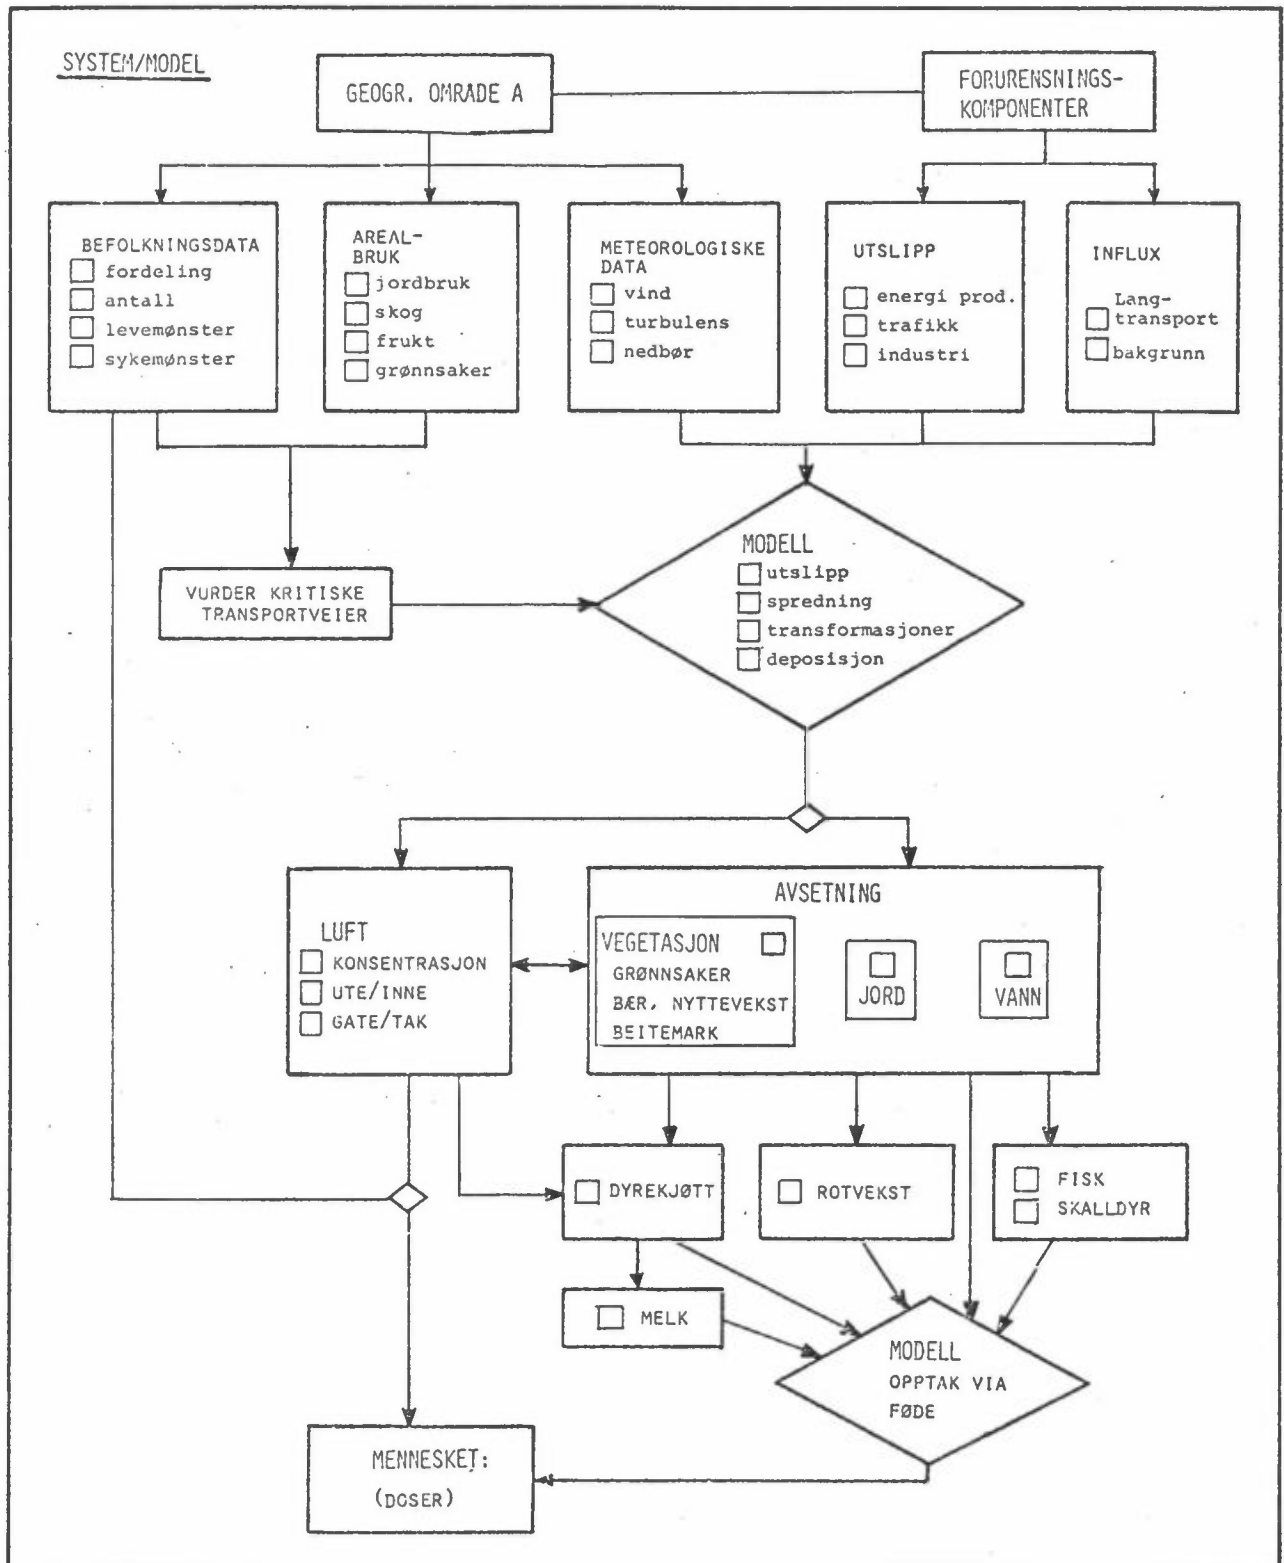 SYSTEM/MODEL
GEOGR. OMRADE A
FORURENSNINGS-
KOMPONENTER
BEFOLKNINGSDATA
fordeling
antall
levemønster
sykemønster
AREAL-
BRUK
jordbruk
skog
frukt
grønnsaker
METEOROLOGISKE
DATA
vind
turbulens
nedbør
UTSLIPP
energi prod.
trafikk
industri
INFLUX
Lang-
transport
bakgrunn
VURDER KRITISKE
TRANSPORTVEIER
MODELL
utslipp
spredning
transformasjoner
deposisjon
LUFT
KONSENTRASJON
UTE/INNE
GATE/TAK
AVSETNING
VEGETASJON
GRØNNSAKER
BÆR, NYTTEVEKST
BEITEMARK
JORD
VANN
DYREKJØTT
ROTVEKST
FISK
SKALLDYR
MELK
MODELL
OPPTAK VIA
FØDE
MENNESKET:
(DOSER)